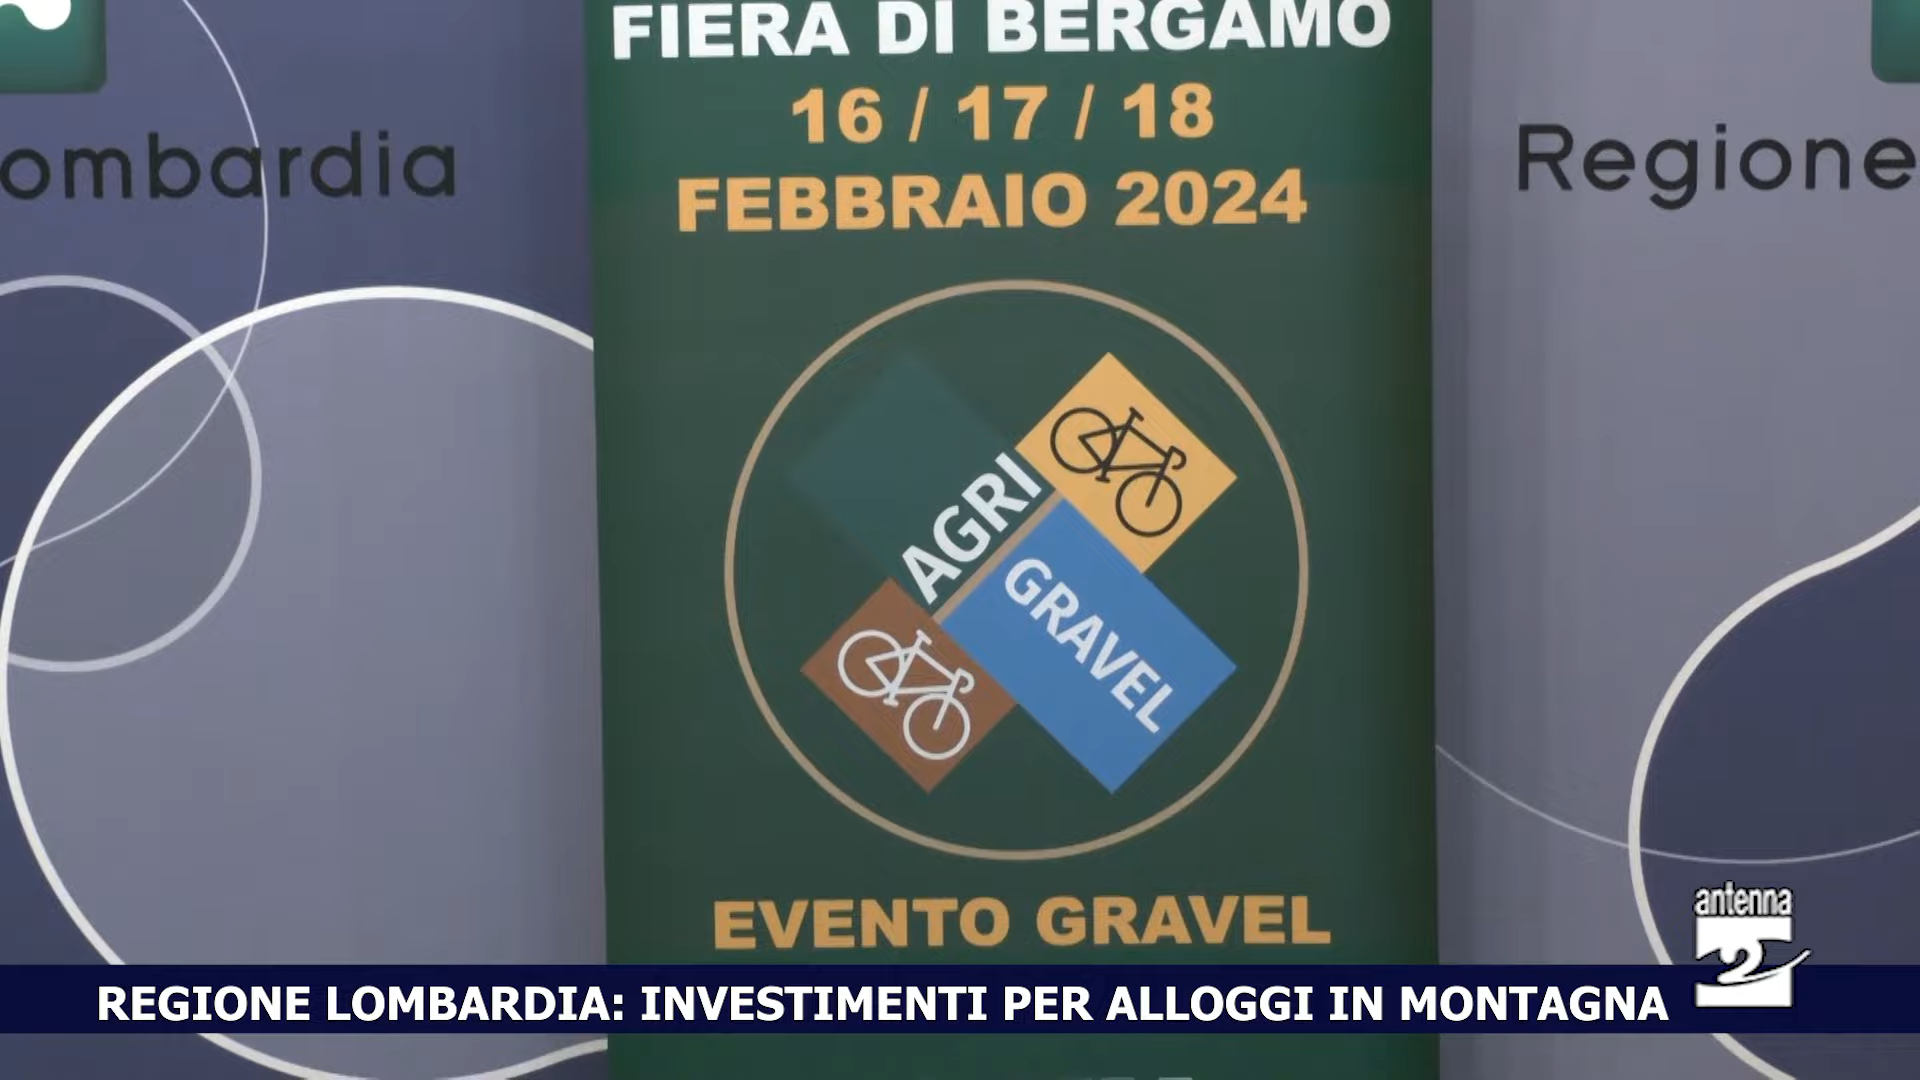 FIERA DI BERGAMO
16 / 17 / 18
FEBBRAIO 2024
ombardia
Regione
AGRI
GRAVEL
EVENTO GRAVEL
antenna
2
REGIONE LOMBARDIA: INVESTIMENTI PER ALLOGGI IN MONTAGNA